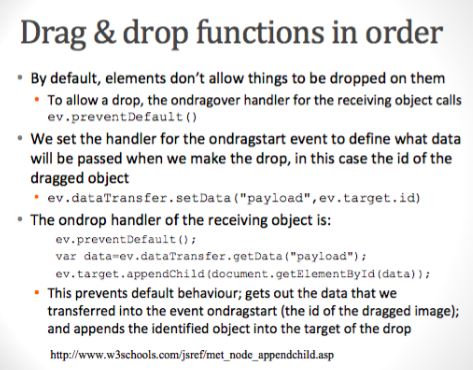 Drag & drop functions in order
• By default, elements don't allow things to be dropped on them
• To allow a drop, the ondragover handler for the receiving object calls
ev.preventDefault()
• We set the handler for the ondragstart event to define what data
will be passed when we make the drop, in this case the id of the
dragged object
• ev.dataTransfer.setData("payload",ev.target.id)
• The ondrop handler of the receiving object is:
ev.preventDefault();
var data=ev.dataTransfer.getData("payload");
ev.target.appendChild(document.getElementById(data));
• This prevents default behaviour; gets out the data that we
transferred into the event ondragstart (the id of the dragged image);
and appends the identified object into the target of the drop
http://www.w3schools.com/jsref/met_node_appendchild.asp